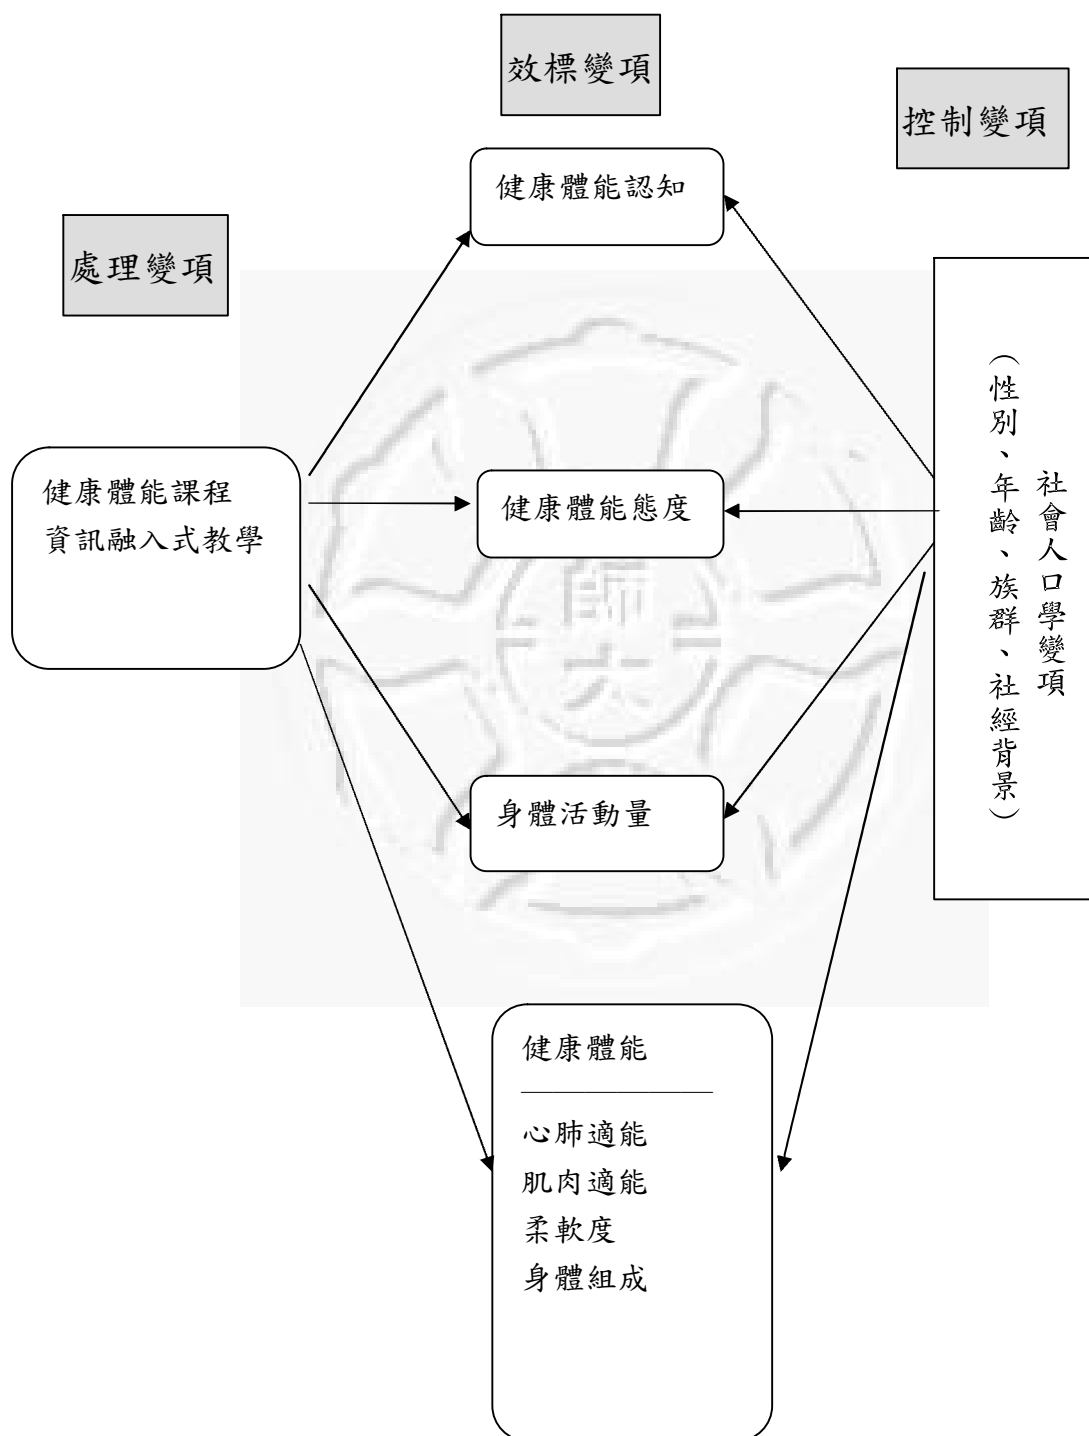 效標變項
控制變項
健康體能認知
處理變項
健康體能課程
資訊融入式教學
健康體能態度
社會人口學變項
（性別、年齡、族群、社經背景）
師大
身體活動量
健康體能
心肺適能
肌肉適能
柔軟度
身體組成